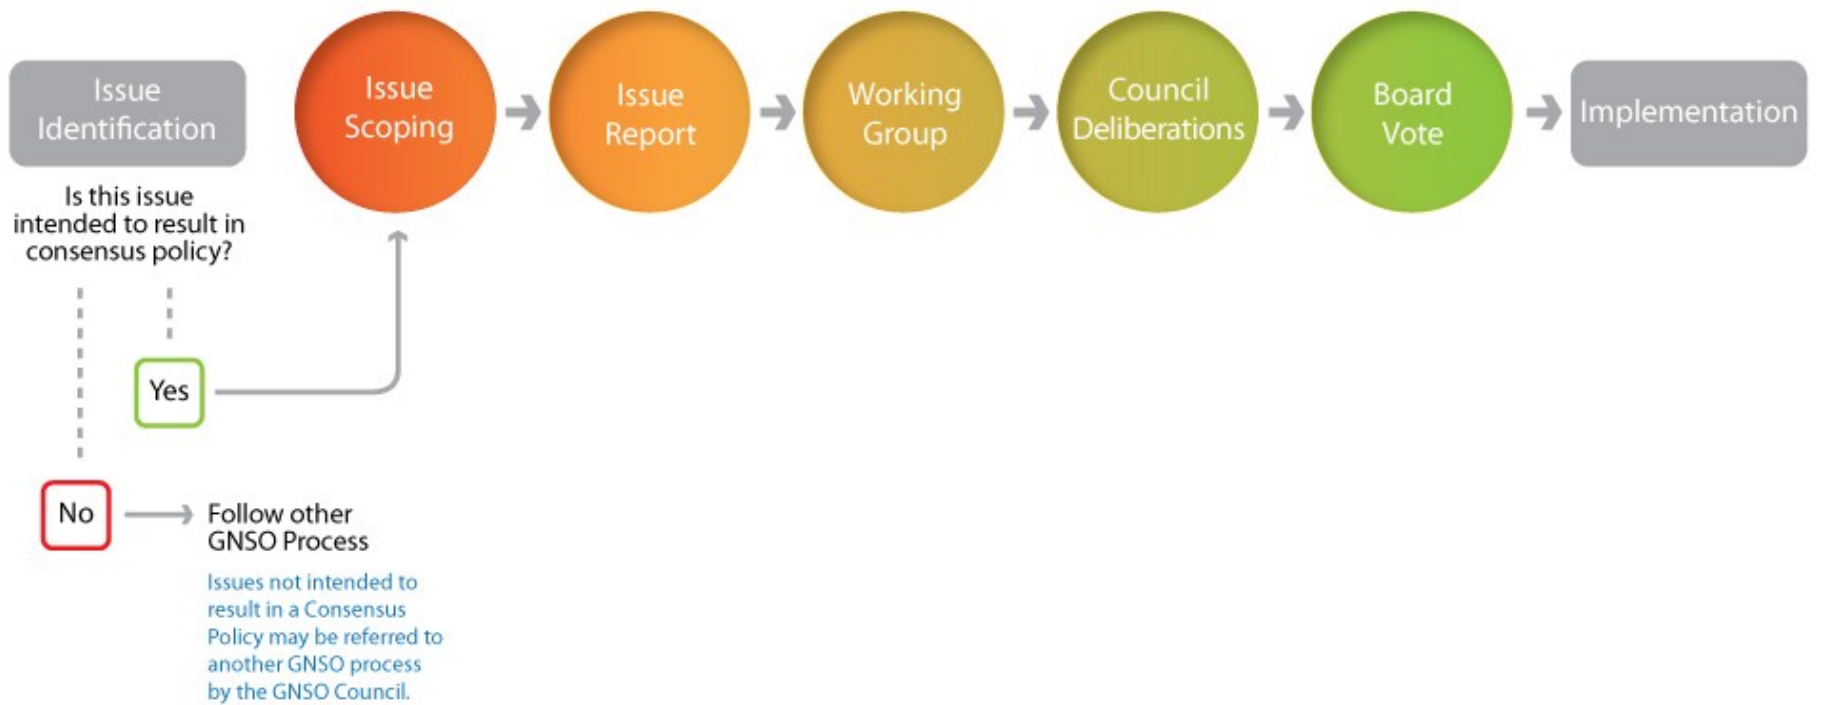 Issue
Identification
Is this issue
intended to result in
consensus policy?
Yes
No
Follow other
GNSO Process
Issues not intended to
result in a Consensus
Policy may be referred to
another GNSO process
by the GNSO Council.
Issue
Scoping
Issue
Report
Working
Group
Council
Deliberations
Board
Vote
Implementation